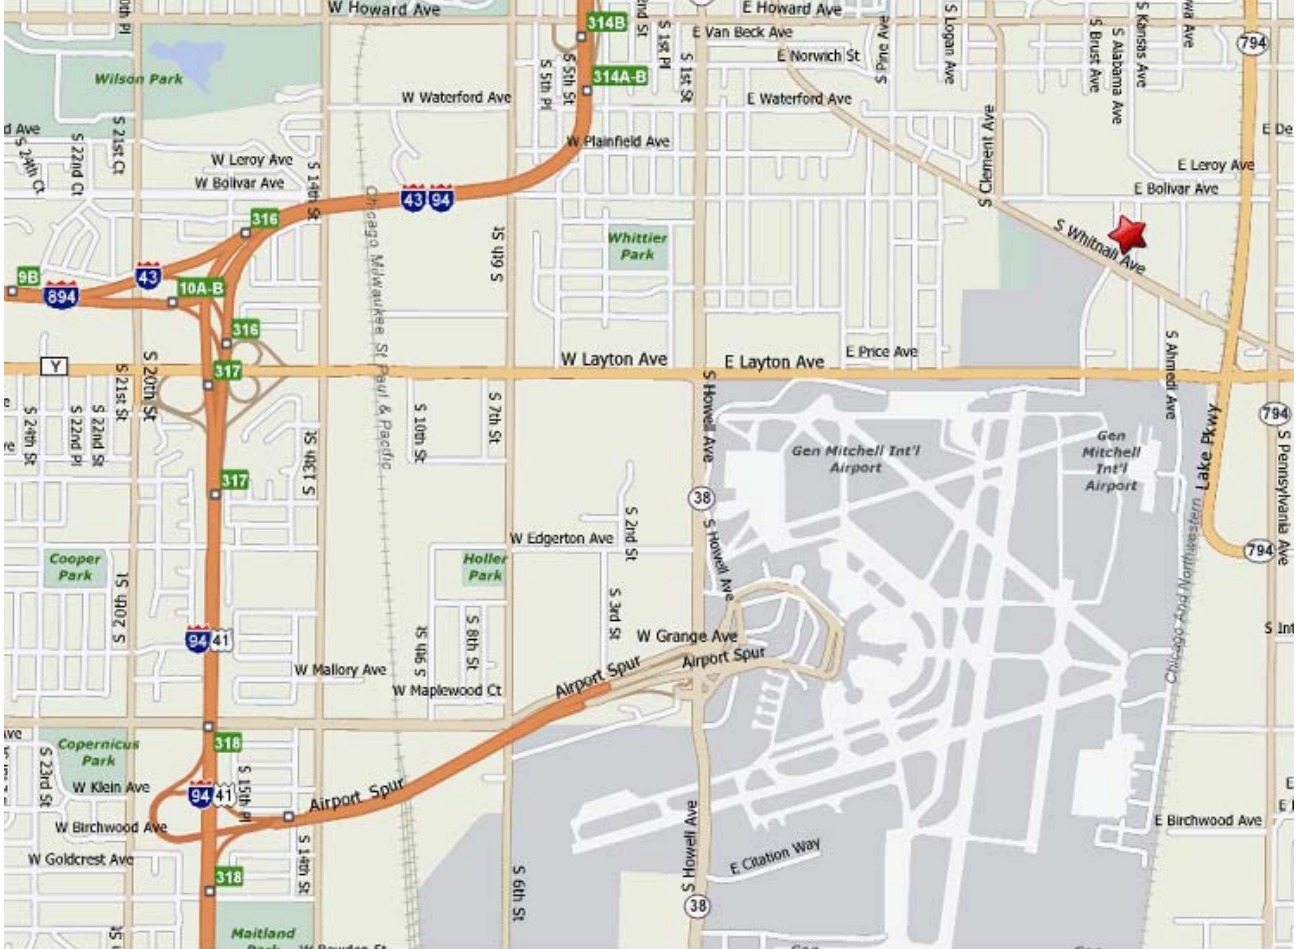 W Howard Ave
E Howard Ave
314B
E Van Beck Ave
794
E Norwich St
Wilson Park
314A-B
S 5th Pl
S 5th St
S 1st Pl
S 1st St
S Pine Ave
S Logan Ave
S Brust Ave
S Alabama Ave
S Kansas Ave
W Waterford Ave
E Waterford Ave
d Ave
S 24th Ct
S 22nd Ct
S 21st Ct
W Plainfield Ave
S Clement Ave
E De
W Leroy Ave
E Leroy Ave
W Bolivar Ave
S 14th St
E Bolivar Ave
43
94
316
S 6th St
Whittier
Park
S Whitnall Ave
Chicago Milwaukee St Paul & Pacific
9B
43
894
10A-B
794
316
Y
S 20th St
317
W Layton Ave
E Layton Ave
E Price Ave
S Ahmedi Ave
S 21st St
S 24th St
S 22nd Pl
S 22nd St
S 10th St
S 7th St
S Howell Ave
794
S 13th St
Gen Mitchell Int'l
Airport
Gen
Mitchell
Int'l
Airport
Lake Pkwy
S Pennsylvania Ave
317
38
S 2nd St
S Howell Ave
W Edgerton Ave
794
Cooper
Park
Holler
Park
S 20th St
S 3rd St
Chicago And Northwestern
94
41
S 9th St
S 8th St
W Grange Ave
S Int
W Mallory Ave
Airport Spur
Airport Spur
W Maplewood Ct
318
Copernicus
Park
S 23rd St
W Klein Ave
94
41
S 15th Pl
Airport Spur
W Birchwood Ave
E Birchwood Ave
S 14th St
S Howell Ave
W Goldcrest Ave
E Citation Way
318
S 6th St
38
Maitland